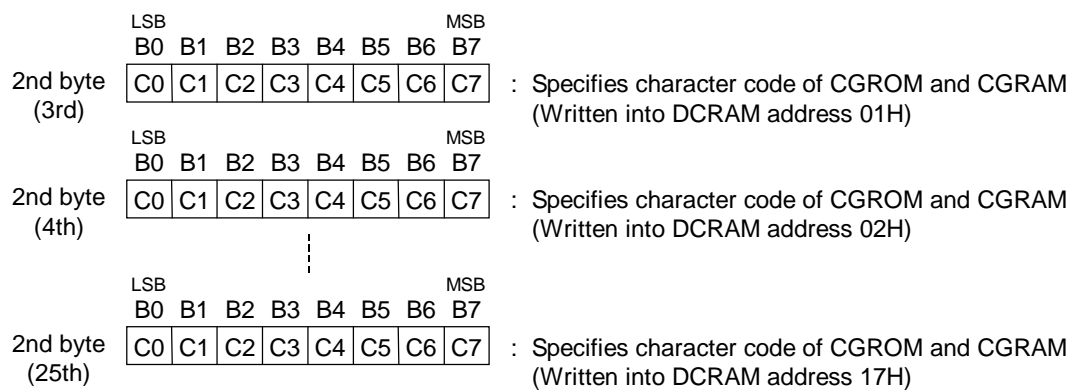 LSB MSB
B0 B1 B2 B3 B4 B5 B6 B7
2nd byte C0 C1 C2 C3 C4 C5 C6 C7 : Specifies character code of CGROM and CGRAM
(3rd) (Written into DCRAM address 01H)
LSB MSB
B0 B1 B2 B3 B4 B5 B6 B7
2nd byte C0 C1 C2 C3 C4 C5 C6 C7 : Specifies character code of CGROM and CGRAM
(4th) (Written into DCRAM address 02H)
LSB MSB
B0 B1 B2 B3 B4 B5 B6 B7
2nd byte C0 C1 C2 C3 C4 C5 C6 C7 : Specifies character code of CGROM and CGRAM
(25th) (Written into DCRAM address 17H)